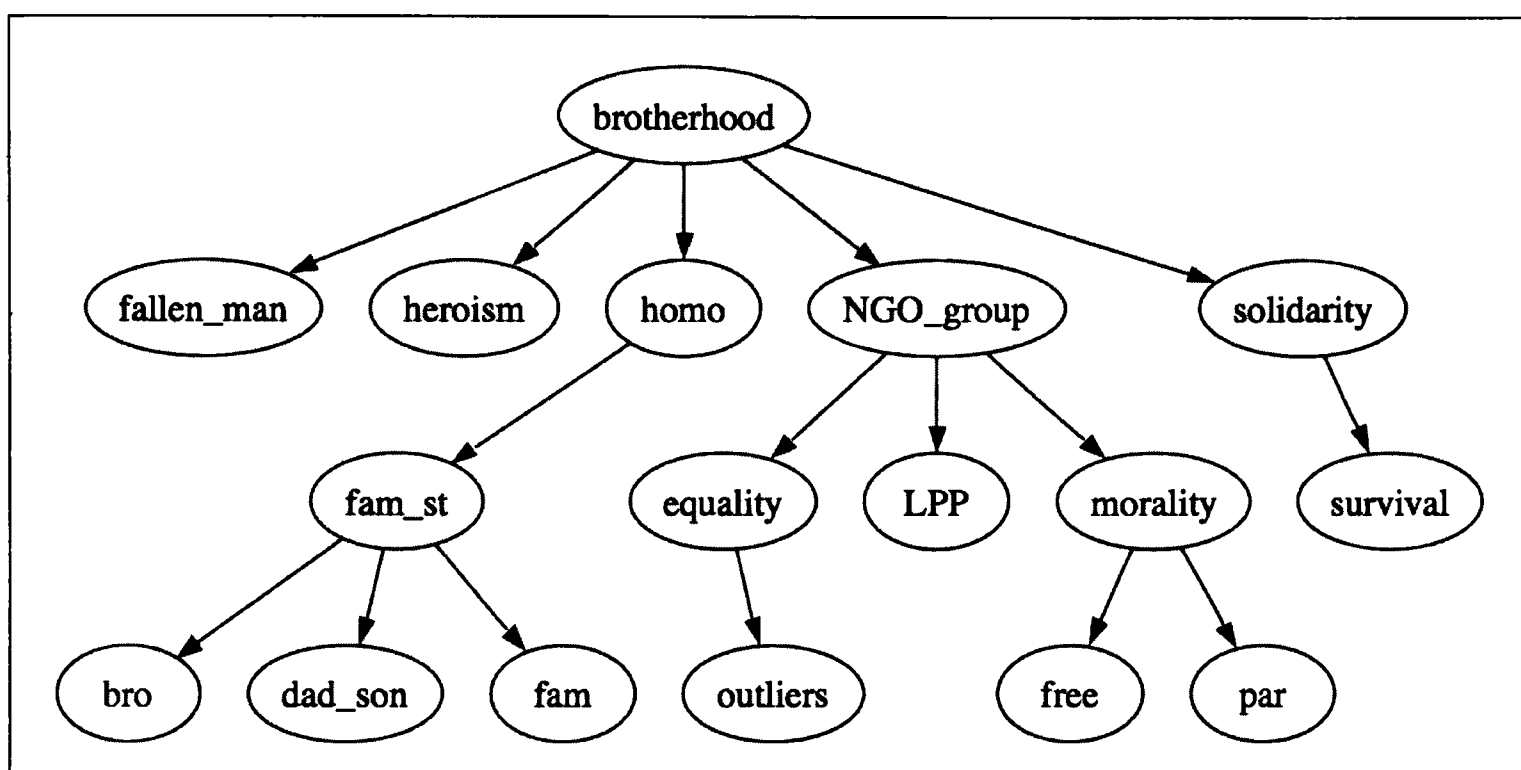 brotherhood
fallen_man heroism homo NGO_group solidarity
fam_st equality LPP morality survival
bro dad_son fam outliers free par